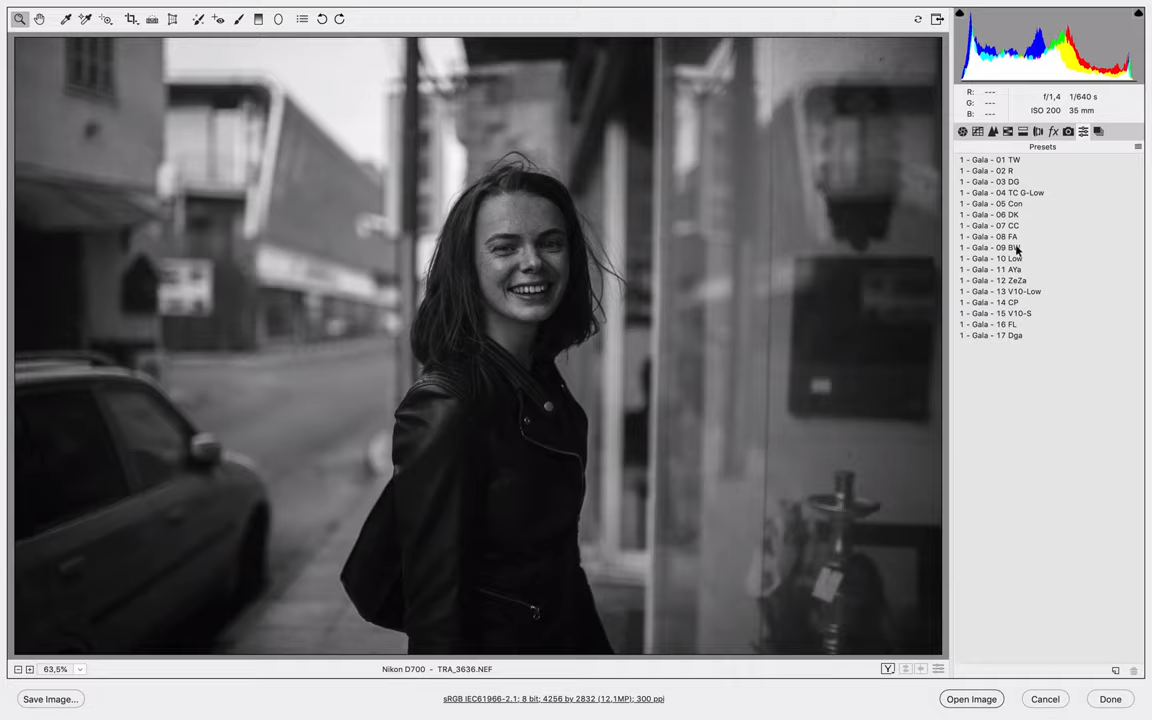 R: ---
G: ---
B: ---
f/1,4 1/640 s
ISO 200 35 mm
fx
Presets
1 - Gala - 01 TW
1 - Gala - 02 R
1 - Gala - 03 DG
1 - Gala - 04 TC G-Low
1 - Gala - 05 Con
1 - Gala - 06 DK
1 - Gala - 07 CC
1 - Gala - 08 FA
1 - Gala - 09 BW
1 - Gala - 10 Low
1 - Gala - 11 AYa
1 - Gala - 12 ZeZa
1 - Gala - 13 V10-Low
1 - Gala - 14 CP
1 - Gala - 15 V10-S
1 - Gala - 16 FL
1 - Gala - 17 Dga
63,5%
Nikon D700 - TRA_3636.NEF
Y
Save Image...
sRGB IEC61966-2.1; 8 bit; 4256 by 2832 (12,1MP); 300 ppi
Open Image
Cancel
Done